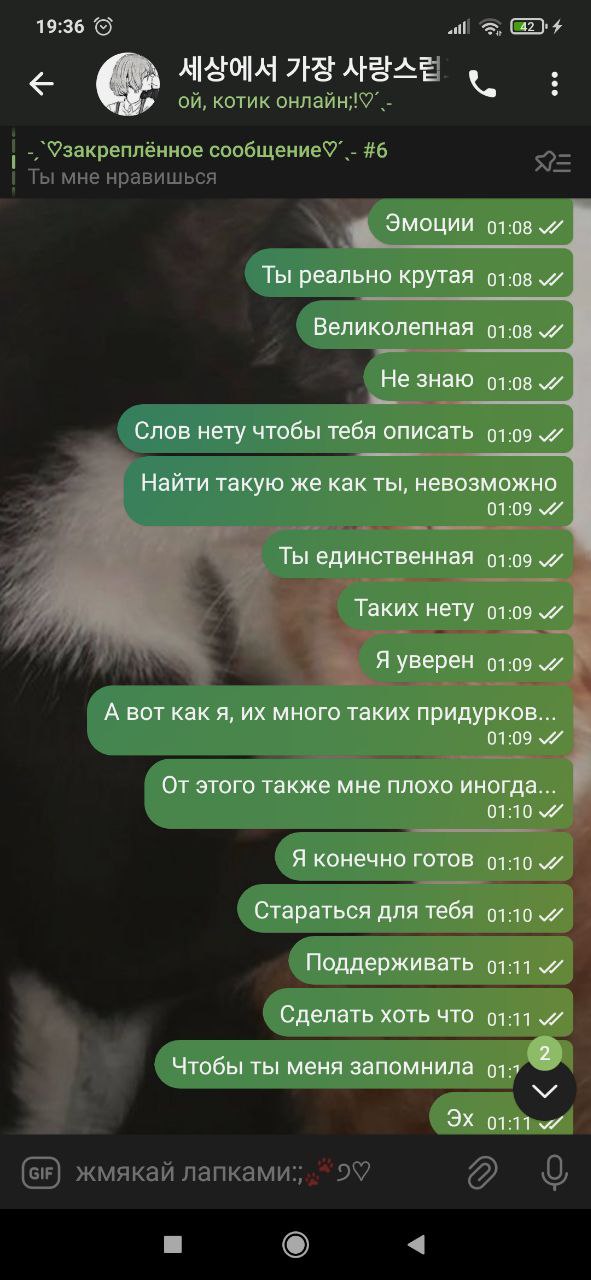 19:36
42
세상에서 가장 사랑스럽
ой, котик онлайн;!♡´ˎ˗
˗ˏ`♡закреплённое сообщение♡´ˎ˗ #6
Ты мне нравишься
Эмоции 01:08
Ты реально крутая 01:08
Великолепная 01:08
Не знаю 01:08
Слов нету чтобы тебя описать 01:09
Найти такую же как ты, невозможно
01:09
Ты единственная 01:09
Таких нету 01:09
Я уверен 01:09
А вот как я, их много таких придурков...
01:09
От этого также мне плохо иногда...
01:10
Я конечно готов 01:10
Стараться для тебя 01:10
Поддерживать 01:11
Сделать хоть что 01:11
2
Чтобы ты меня запомнила
Эх 01:11
GIF жмякай лапками:;🐾੭♡